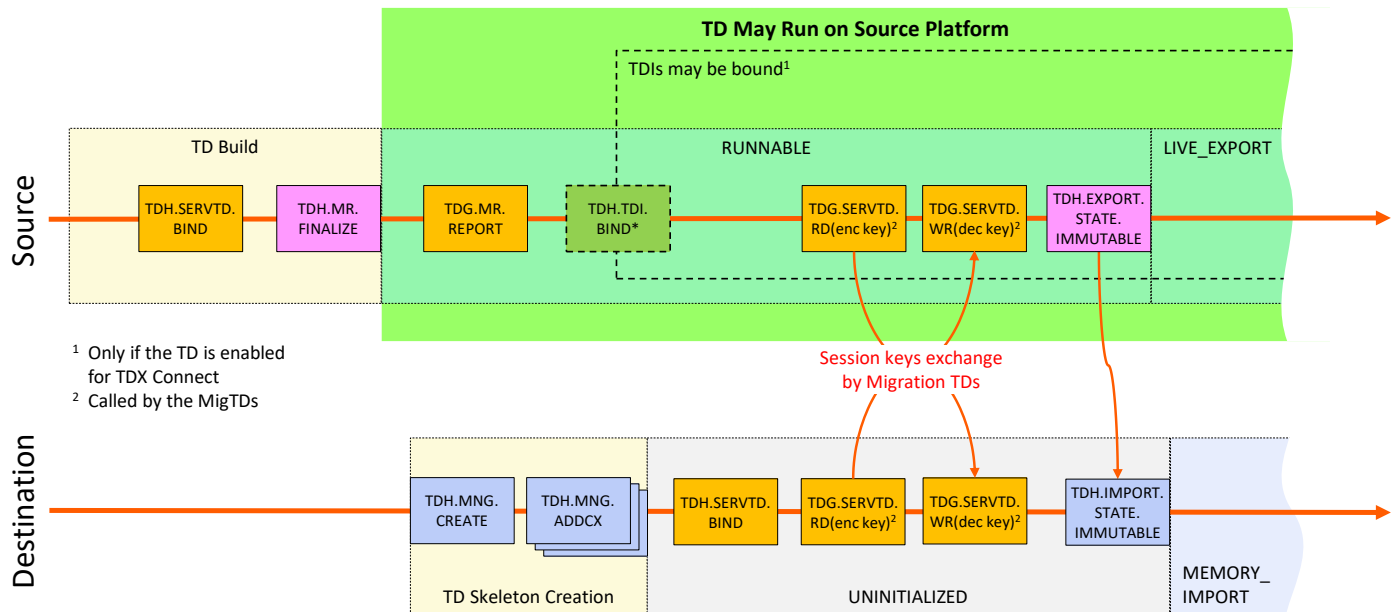 TD May Run on Source Platform
TDIs may be bound1
TD Build
RUNNABLE
LIVE_EXPORT
Source
TDH.SERVTD.
BIND
TDH.MR.
FINALIZE
TDG.MR.
REPORT
TDH.TDI.
BIND*
TDG.SERVTD.
RD(enc key)2
TDG.SERVTD.
WR(dec key)2
TDH.EXPORT.
STATE.
IMMUTABLE
1 Only if the TD is enabled
for TDX Connect
2 Called by the MigTDs
Session keys exchange
by Migration TDs
Destination
TDH.MNG.
CREATE
TDH.MNG.
ADDCX
TDH.SERVTD.
BIND
TDG.SERVTD.
RD(enc key)2
TDG.SERVTD.
WR(dec key)2
TDH.IMPORT.
STATE.
IMMUTABLE
TD Skeleton Creation
UNINITIALIZED
MEMORY_
IMPORT